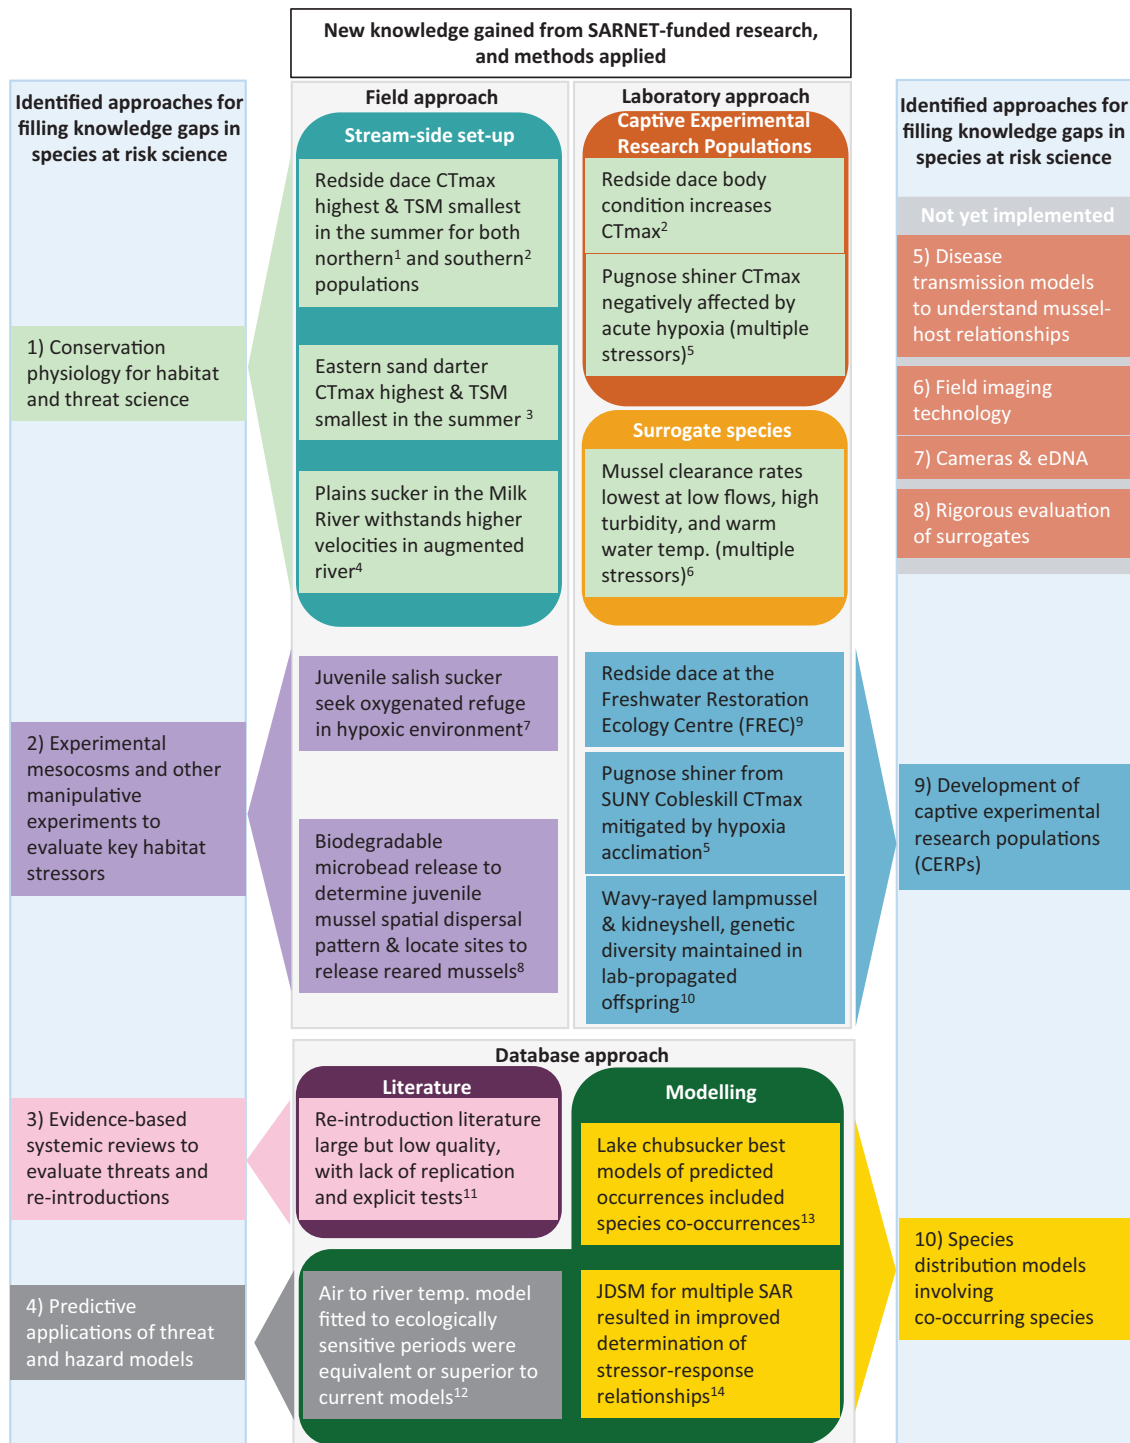 New knowledge gained from SARNET-funded research,
and methods applied
Identified approaches for
filling knowledge gaps in
species at risk science
1) Conservation
physiology for habitat
and threat science
2) Experimental
mesocosms and other
manipulative
experiments to
evaluate key habitat
stressors
3) Evidence-based
systemic reviews to
evaluate threats and
re-introductions
4) Predictive
applications of threat
and hazard models
Field approach
Stream-side set-up
Redside dace CTmax
highest & TSM smallest
in the summer for both
northern¹ and southern²
populations
Eastern sand darter
CTmax highest & TSM
smallest in the summer ³
Plains sucker in the Milk
River withstands higher
velocities in augmented
river⁴
Juvenile salish sucker
seek oxygenated refuge
in hypoxic environment⁷
Biodegradable
microbead release to
determine juvenile
mussel spatial dispersal
pattern & locate sites to
release reared mussels⁸
Laboratory approach
Captive Experimental
Research Populations
Redside dace body
condition increases
CTmax²
Pugnose shiner CTmax
negatively affected by
acute hypoxia (multiple
stressors)⁵
Surrogate species
Mussel clearance rates
lowest at low flows, high
turbidity, and warm
water temp. (multiple
stressors)⁶
Redside dace at the
Freshwater Restoration
Ecology Centre (FREC)⁹
Pugnose shiner from
SUNY Cobleskill CTmax
mitigated by hypoxia
acclimation⁵
Wavy-rayed lampmussel
& kidneyshell, genetic
diversity maintained in
lab-propagated
offspring¹⁰
Database approach
Literature
Re-introduction literature
large but low quality,
with lack of replication
and explicit tests¹¹
Air to river temp. model
fitted to ecologically
sensitive periods were
equivalent or superior to
current models¹²
Modelling
Lake chubsucker best
models of predicted
occurrences included
species co-occurrences¹³
JDSM for multiple SAR
resulted in improved
determination of
stressor-response
relationships¹⁴
Identified approaches for
filling knowledge gaps in
species at risk science
Not yet implemented
5) Disease
transmission models
to understand mussel-
host relationships
6) Field imaging
technology
7) Cameras & eDNA
8) Rigorous evaluation
of surrogates
9) Development of
captive experimental
research populations
(CERPs)
10) Species
distribution models
involving
co-occurring species